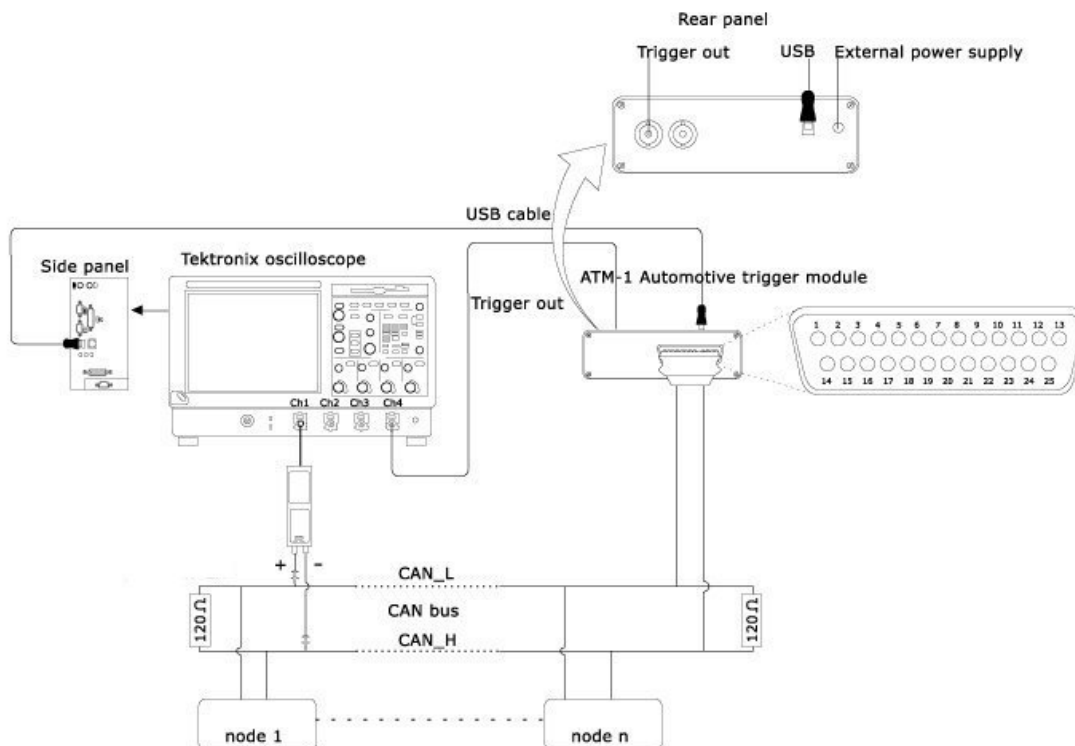 Rear panel
Trigger out
USB
External power supply
USB cable
Side panel
Tektronix oscilloscope
ATM-1 Automotive trigger module
Trigger out
1 2 3 4 5 6 7 8 9 10 11 12 13
14 15 16 17 18 19 20 21 22 23 24 25
Ch1 Ch2 Ch3 Ch4
+ -
CAN_L
120Ω
CAN bus
120Ω
CAN_H
node 1
node n